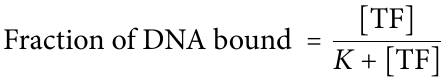 Fraction of DNA bound = [TF] / K + [TF]